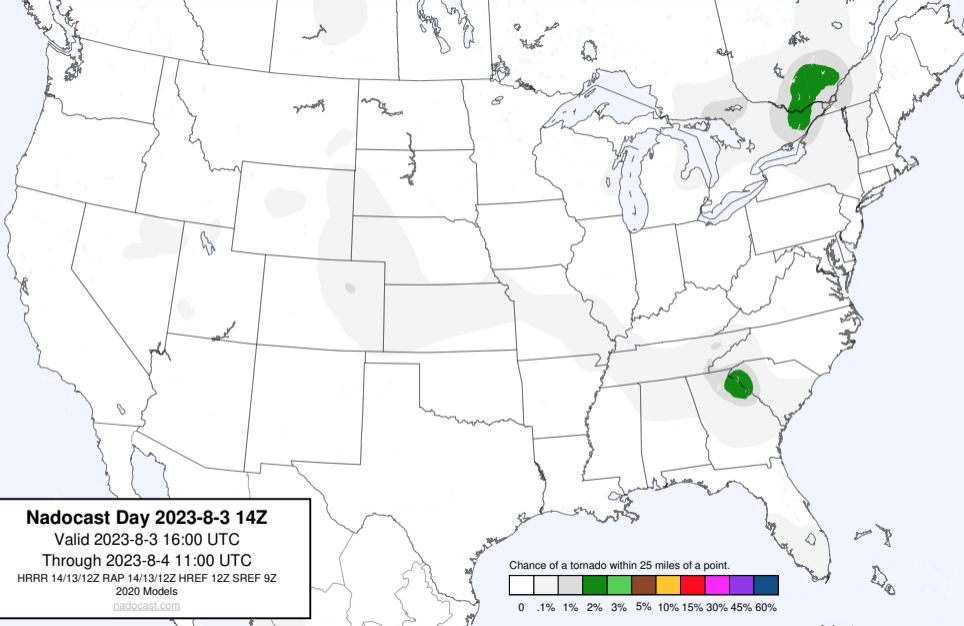 Nadocast Day 2023-8-3 14Z
Valid 2023-8-3 16:00 UTC
Through 2023-8-4 11:00 UTC
HRRR 14/13/12Z RAP 14/13/12Z HREF 12Z SREF 9Z
2020 Models
nadocast.com
Chance of a tornado within 25 miles of a point.
0 .1% 1% 2% 3% 5% 10% 15% 30% 45% 60%